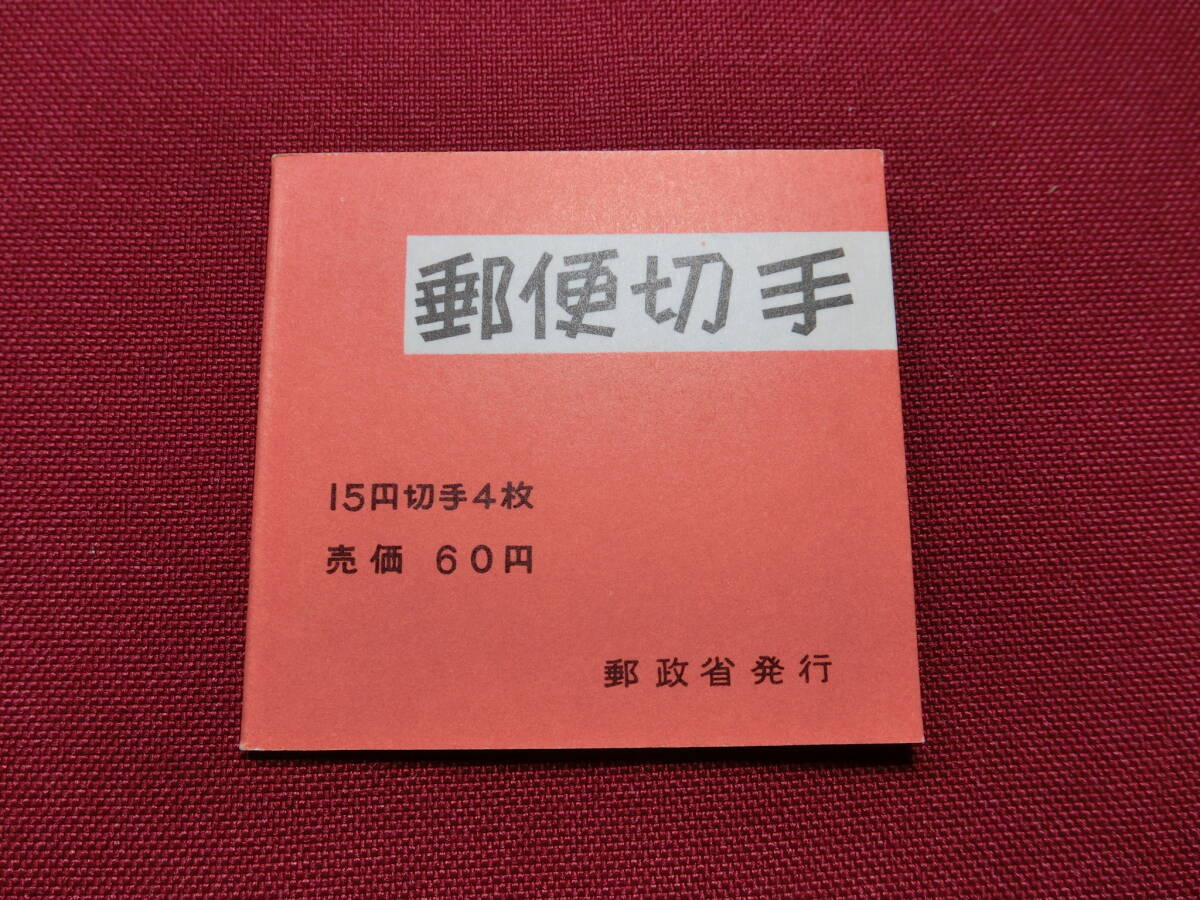 郵便切手
15円切手4枚
売価 60円
郵政省発行